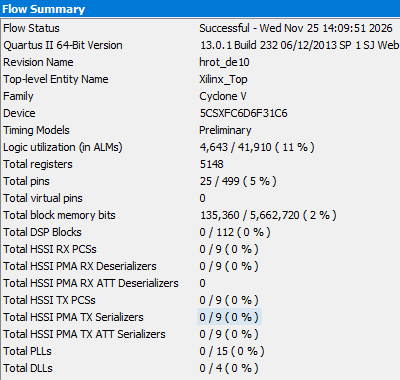 Flow Summary
Flow Status Successful - Wed Nov 25 14:09:51 2026
Quartus II 64-Bit Version 13.0.1 Build 232 06/12/2013 SP 1 SJ Web
Revision Name hrot_de10
Top-level Entity Name Xilinx_Top
Family Cyclone V
Device 5CSXFC6D6F31C6
Timing Models Preliminary
Logic utilization (in ALMs) 4,643 / 41,910 ( 11 % )
Total registers 5148
Total pins 25 / 499 ( 5 % )
Total virtual pins 0
Total block memory bits 135,360 / 5,662,720 ( 2 % )
Total DSP Blocks 0 / 112 ( 0 % )
Total HSSI RX PCSs 0 / 9 ( 0 % )
Total HSSI PMA RX Deserializers 0 / 9 ( 0 % )
Total HSSI PMA RX ATT Deserializers 0
Total HSSI TX PCSs 0 / 9 ( 0 % )
Total HSSI PMA TX Serializers 0 / 9 ( 0 % )
Total HSSI PMA TX ATT Serializers 0 / 9 ( 0 % )
Total PLLs 0 / 15 ( 0 % )
Total DLLs 0 / 4 ( 0 % )